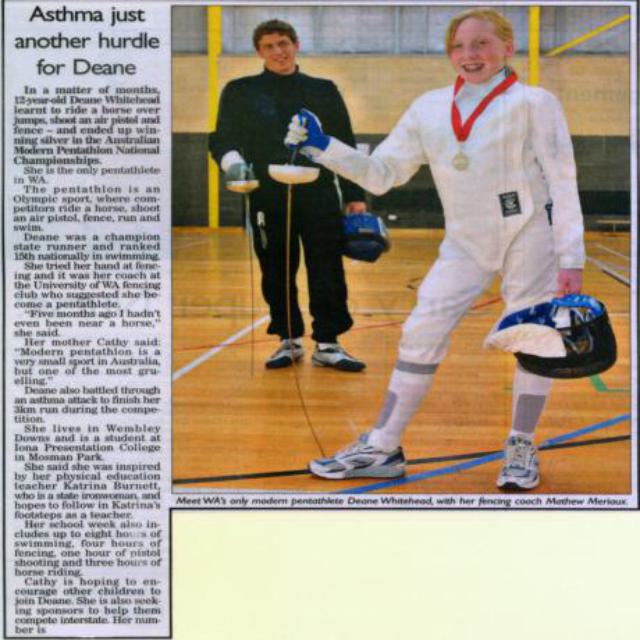 Asthma just
another hurdle
for Deane
In a matter of months,
12-year-old Deane Whitehead
learnt to ride a horse over
jumps, shoot an air pistol and
fence – and ended up win-
ning silver in the Australian
Modern Pentathlon National
Championships.
She is the only pentathlete
in WA.
The pentathlon is an
Olympic sport, where com-
petitors ride a horse, shoot
an air pistol, fence, run and
swim.
Deane was a champion
state runner and ranked
15th nationally in swimming.
She tried her hand at fenc-
ing and it was her coach at
the University of WA fencing
club who suggested she be-
come a pentathlete.
"Five months ago I hadn't
even been near a horse,"
she said.
Her mother Cathy said:
"Modern pentathlon is a
very small sport in Australia,
but one of the most gru-
elling."
Deane also battled through
an asthma attack to finish her
3km run during the compe-
tition.
She lives in Wembley
Downs and is a student at
Iona Presentation College
in Mosman Park.
She said she was inspired
by her physical education
teacher Katrina Burnett,
who is a state ironwoman, and
hopes to follow in Katrina's
footsteps as a teacher.
Her school week also in-
cludes up to eight hours of
swimming, four hours of
fencing, one hour of pistol
shooting and three hours of
horse riding.
Cathy is hoping to en-
courage other children to
join Deane. She is also seek-
ing sponsors to help them
compete interstate. Her num-
ber is
Meet WA's only modern pentathlete Deane Whitehead, with her fencing coach Mathew Meriaux.